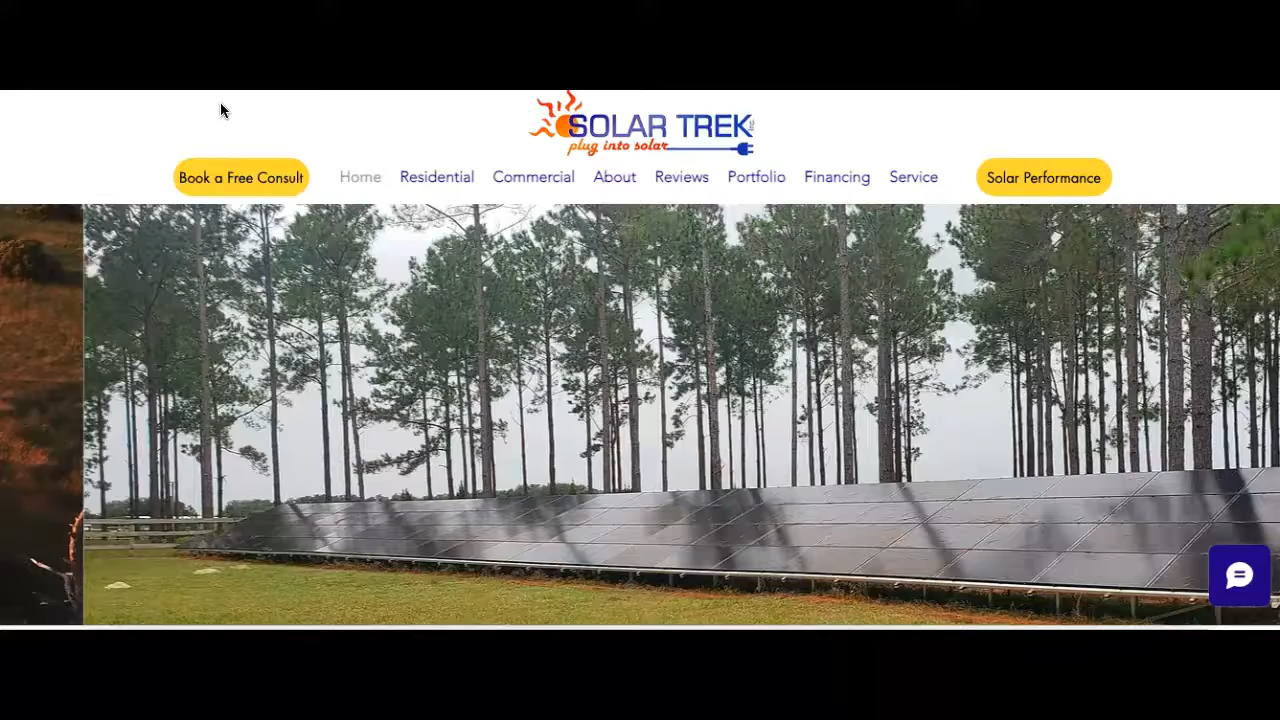 SOLAR TREK
plug into solar
Book a Free Consult
Home
Residential
Commercial
About
Reviews
Portfolio
Financing
Service
Solar Performance